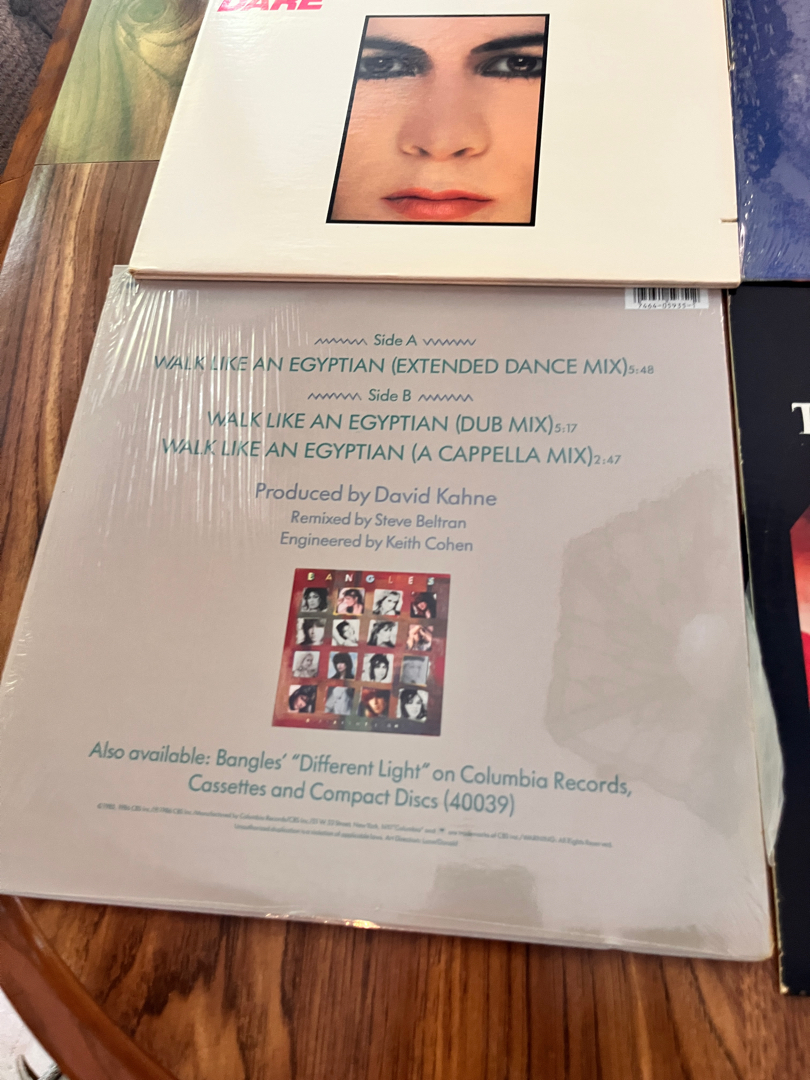 DARE
7464-05935-
Side A
WALK LIKE AN EGYPTIAN (EXTENDED DANCE MIX) 5:48
Side B
WALK LIKE AN EGYPTIAN (DUB MIX) 5:17
WALK LIKE AN EGYPTIAN (A CAPPELLA MIX) 2:47
Produced by David Kahne
Remixed by Steve Beltran
Engineered by Keith Cohen
BANGLES
Also available: Bangles' "Different Light" on Columbia Records,
Cassettes and Compact Discs (40039)
T